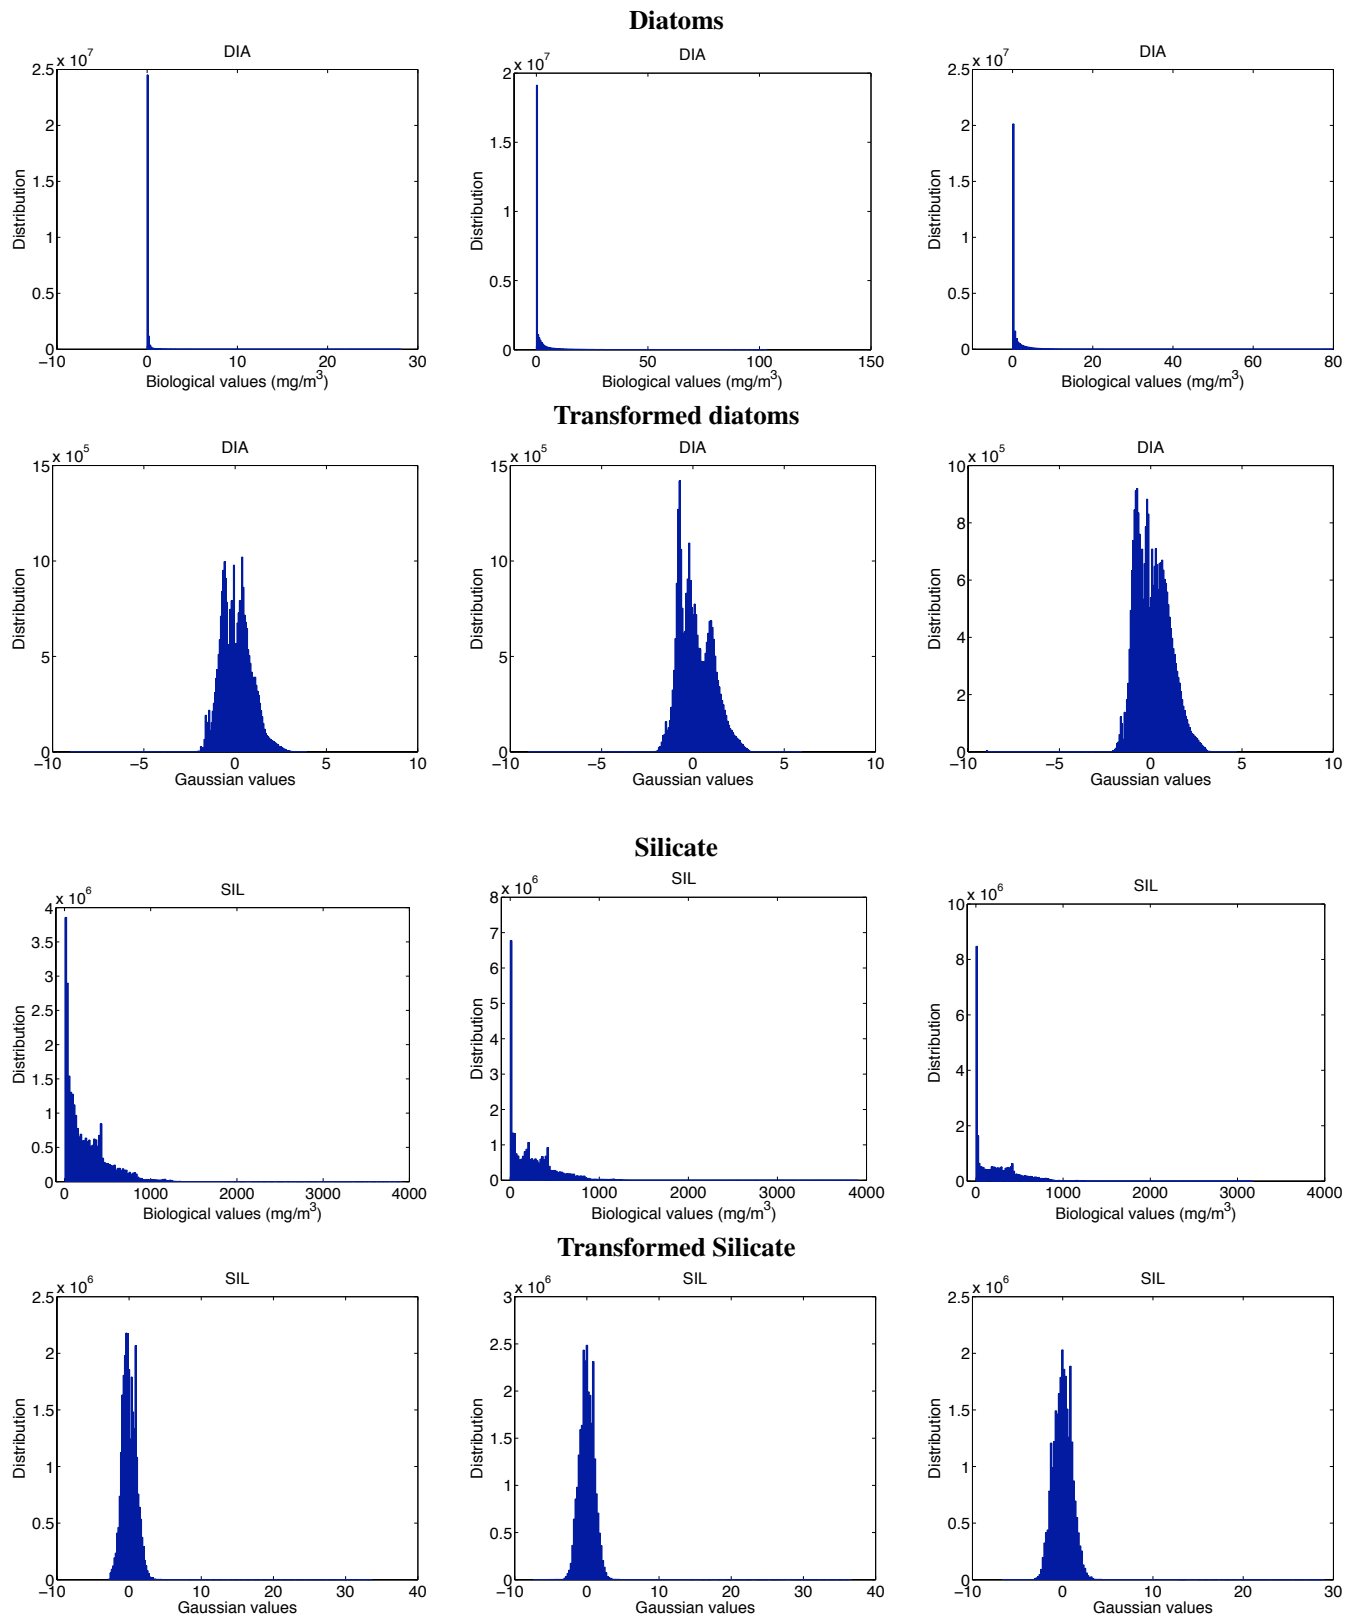 Diatoms
DIA
x 10^7
2.5
2
1.5
1
0.5
0
Distribution
−10 0 10 20 30
Biological values (mg/m^3)
DIA
x 10^7
2
1.5
1
0.5
0
Distribution
0 50 100 150
Biological values (mg/m^3)
DIA
x 10^7
2.5
2
1.5
1
0.5
0
Distribution
0 20 40 60 80
Biological values (mg/m^3)
Transformed diatoms
DIA
x 10^5
15
10
5
0
Distribution
−10 −5 0 5 10
Gaussian values
DIA
x 10^5
15
10
5
0
Distribution
−10 −5 0 5 10
Gaussian values
DIA
x 10^5
10
8
6
4
2
0
Distribution
−10 −5 0 5 10
Gaussian values
Silicate
SIL
x 10^6
4
3.5
3
2.5
2
1.5
1
0.5
0
Distribution
0 1000 2000 3000 4000
Biological values (mg/m^3)
SIL
x 10^6
8
7
6
5
4
3
2
1
0
Distribution
0 1000 2000 3000 4000
Biological values (mg/m^3)
SIL
x 10^6
10
8
6
4
2
0
Distribution
0 1000 2000 3000 4000
Biological values (mg/m^3)
Transformed Silicate
SIL
x 10^6
2.5
2
1.5
1
0.5
0
Distribution
−10 0 10 20 30 40
Gaussian values
SIL
x 10^6
3
2.5
2
1.5
1
0.5
0
Distribution
−10 0 10 20 30 40
Gaussian values
SIL
x 10^6
2.5
2
1.5
1
0.5
0
Distribution
−10 0 10 20 30
Gaussian values